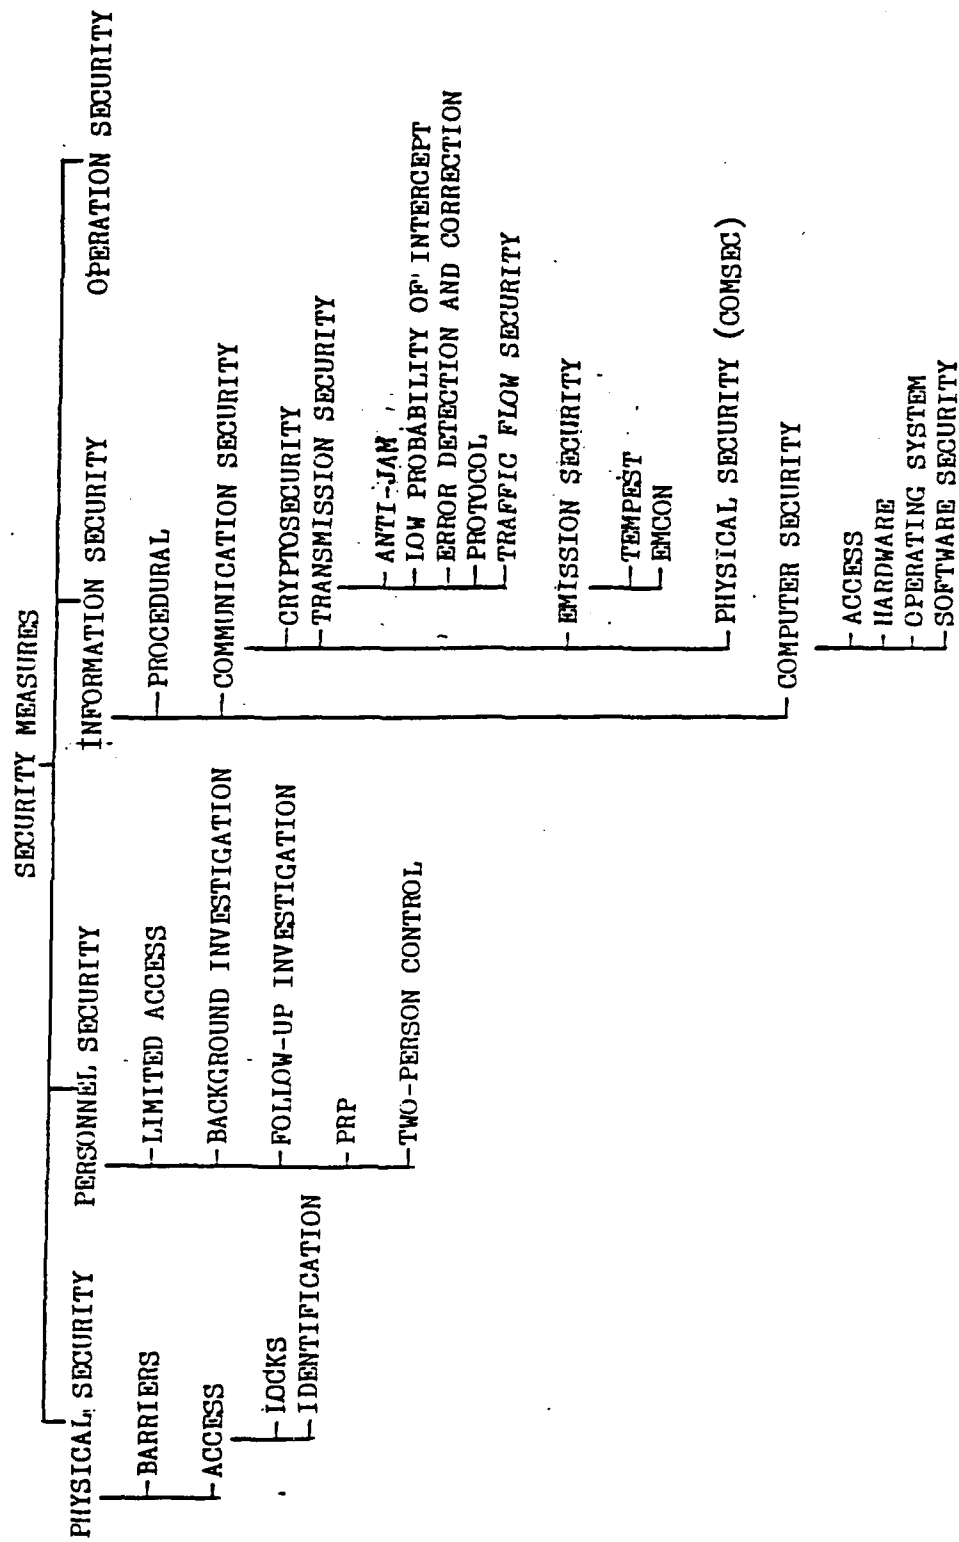 SECURITY MEASURES
PHYSICAL SECURITY
BARRIERS
ACCESS
LOCKS
IDENTIFICATION
PERSONNEL SECURITY
LIMITED ACCESS
BACKGROUND INVESTIGATION
FOLLOW-UP INVESTIGATION
PRP
TWO-PERSON CONTROL
INFORMATION SECURITY
PROCEDURAL
COMMUNICATION SECURITY
CRYPTOSECURITY
TRANSMISSION SECURITY
ANTI-JAM
LOW PROBABILITY OF INTERCEPT
ERROR DETECTION AND CORRECTION
PROTOCOL
TRAFFIC FLOW SECURITY
EMISSION SECURITY
TEMPEST
EMCON
PHYSICAL SECURITY (COMSEC)
COMPUTER SECURITY
ACCESS
HARDWARE
OPERATING SYSTEM
SOFTWARE SECURITY
OPERATION SECURITY